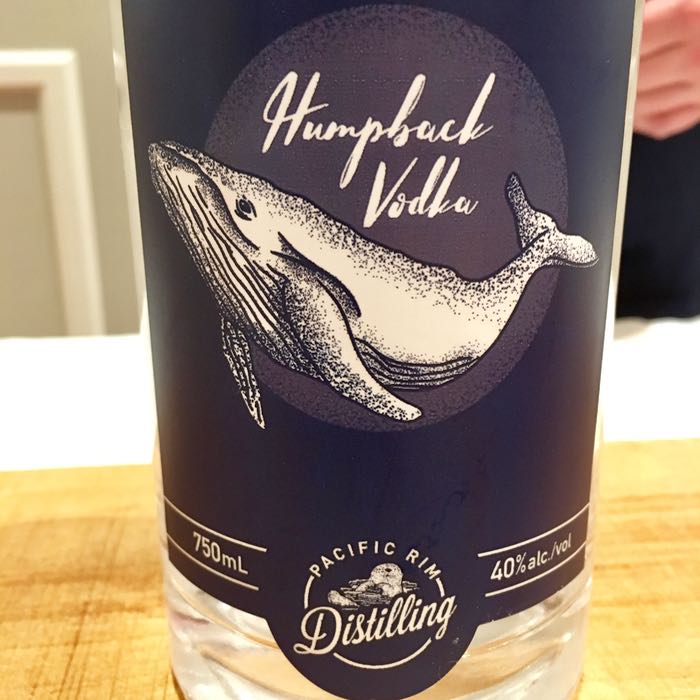 Humpback
Vodka
750mL
PACIFIC RIM
Distilling
40% alc./vol